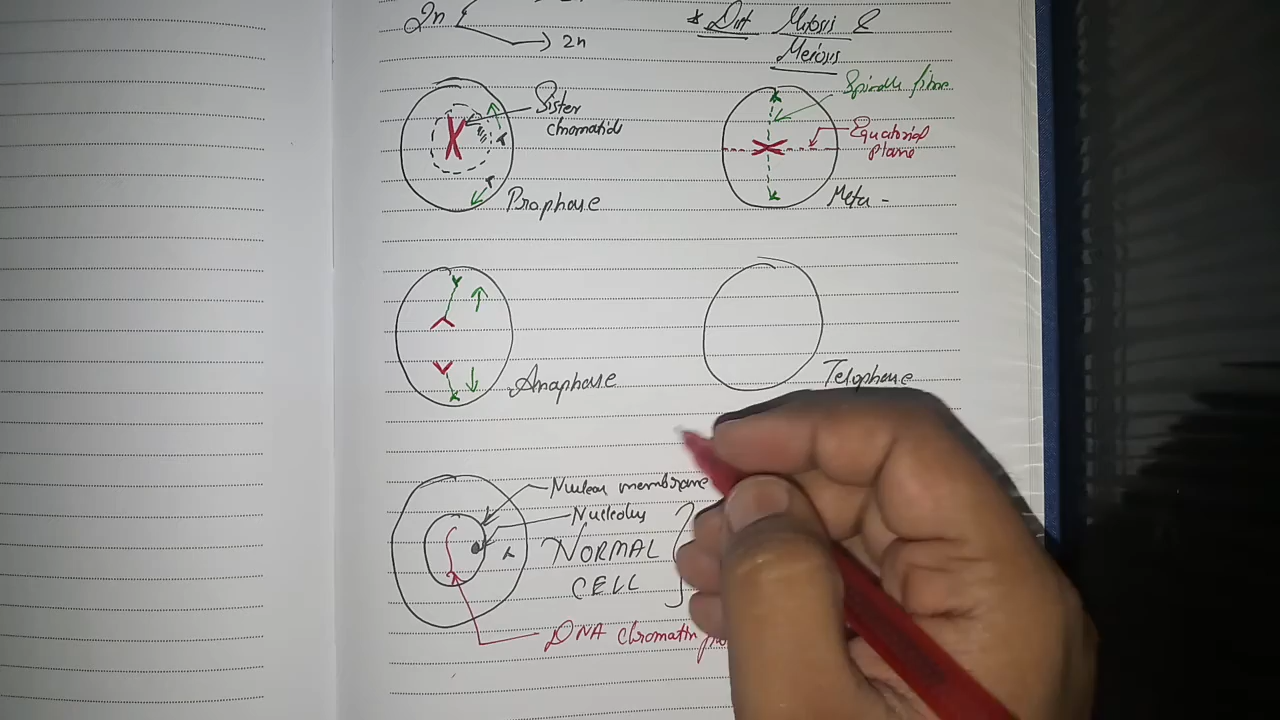 2n
2n
* Diff Mitosis &
Meiosis
Sister
chromatid
Prophase
Spindle fibre
Equatorial
plane
Meta -
Anaphase
Telophase
Nuclear membrane
Nucleolus
NORMAL
CELL
DNA chromatin